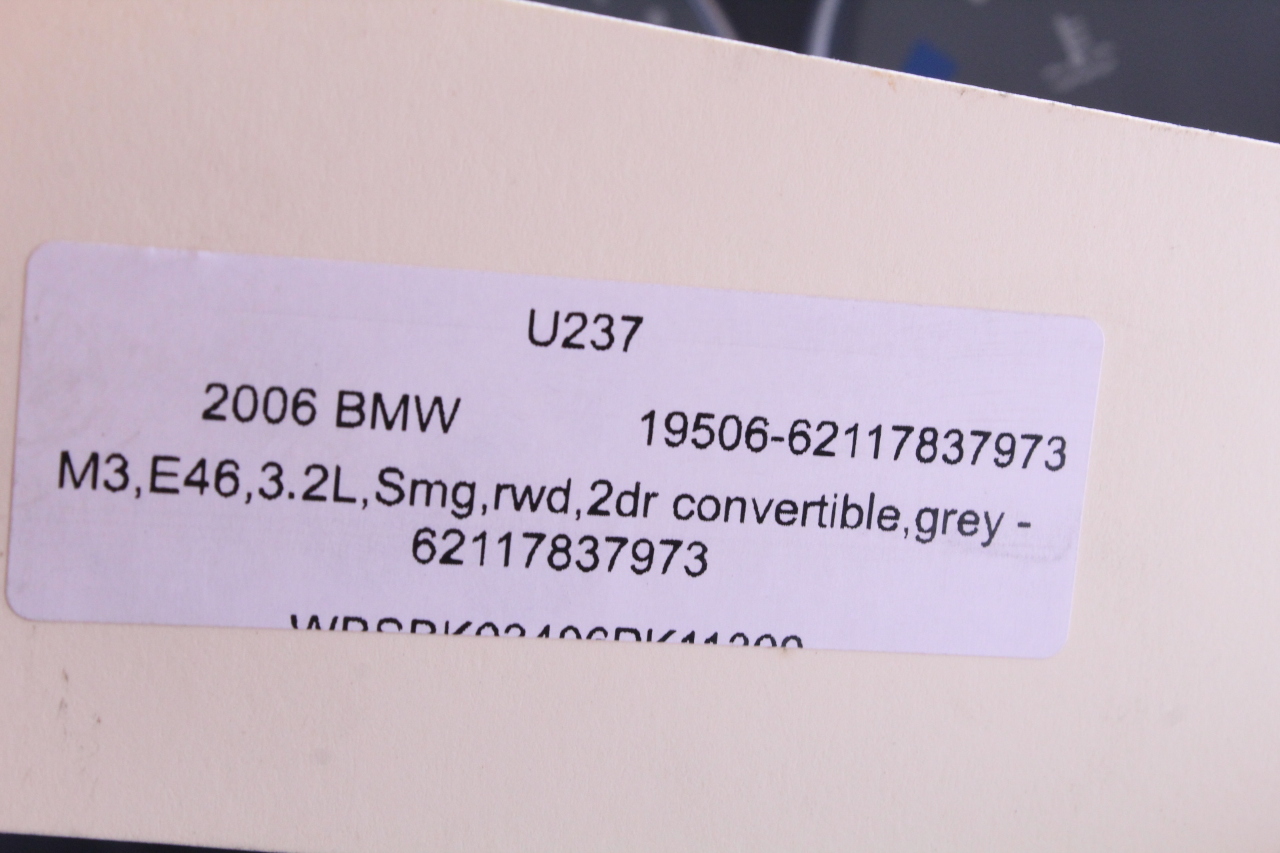 U237
2006 BMW 19506-62117837973
M3,E46,3.2L,Smg,rwd,2dr convertible,grey -
62117837973